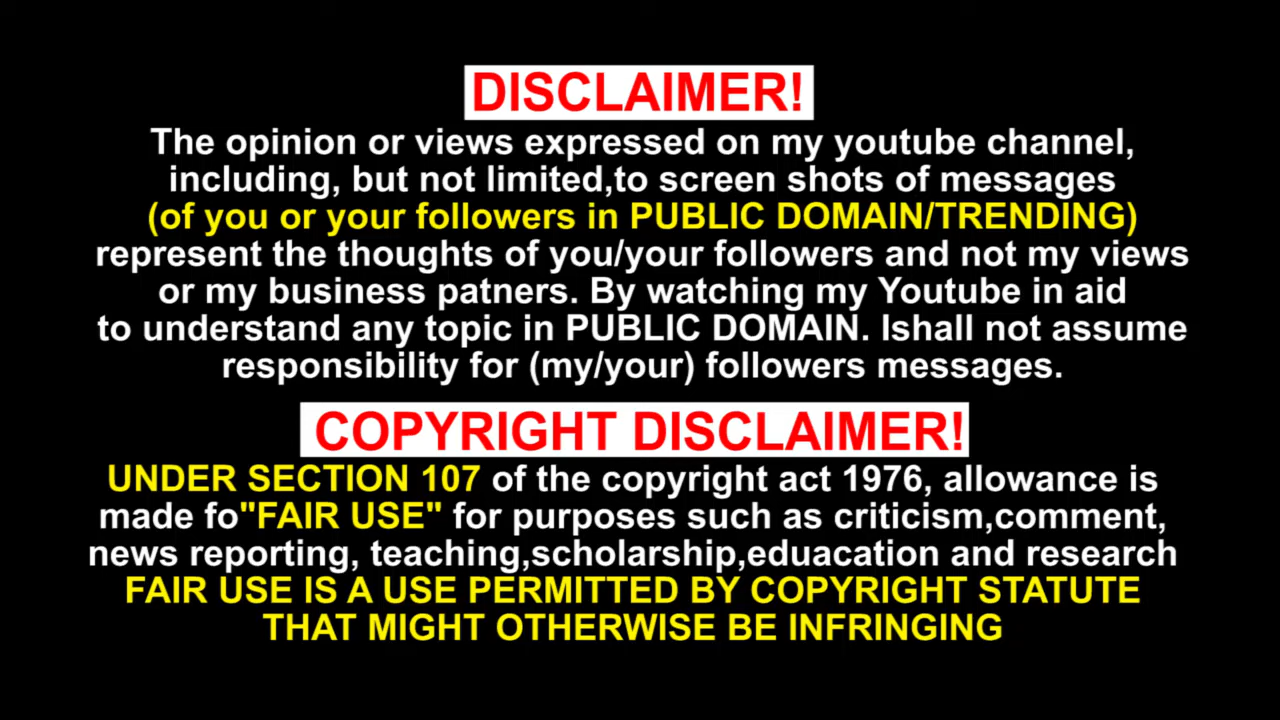 DISCLAIMER!
The opinion or views expressed on my youtube channel,
including, but not limited,to screen shots of messages
(of you or your followers in PUBLIC DOMAIN/TRENDING)
represent the thoughts of you/your followers and not my views
or my business patners. By watching my Youtube in aid
to understand any topic in PUBLIC DOMAIN. Ishall not assume
responsibility for (my/your) followers messages.
COPYRIGHT DISCLAIMER!
UNDER SECTION 107 of the copyright act 1976, allowance is
made fo"FAIR USE" for purposes such as criticism,comment,
news reporting, teaching,scholarship,eduacation and research
FAIR USE IS A USE PERMITTED BY COPYRIGHT STATUTE
THAT MIGHT OTHERWISE BE INFRINGING